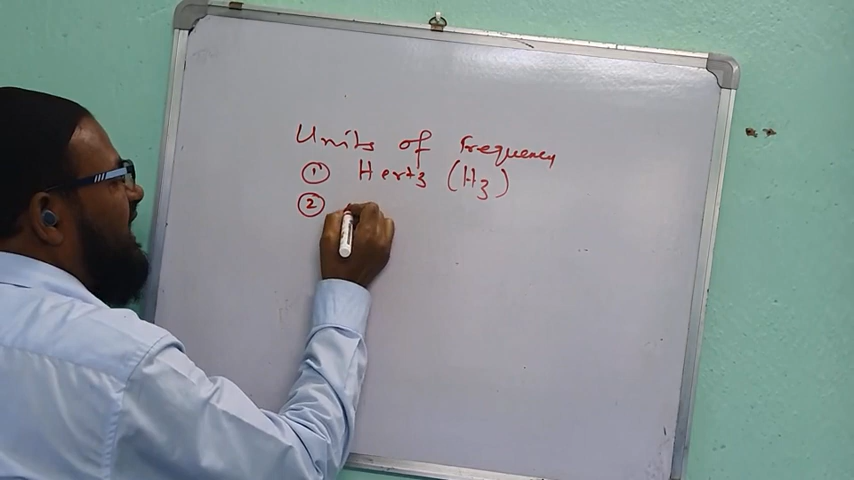 Units of Frequency
① Hertz (Hz)
②